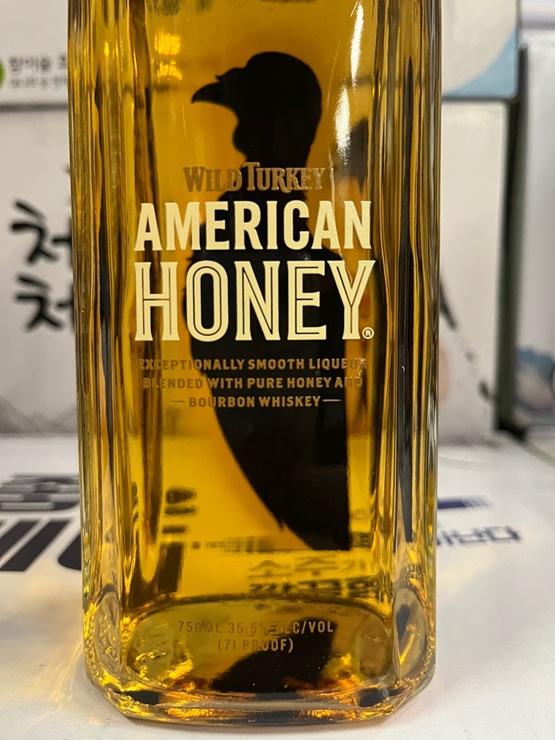 WILD TURKEY
AMERICAN
HONEY®
EXCEPTIONALLY SMOOTH LIQUEUR
BLENDED WITH PURE HONEY AND
BOURBON WHISKEY
750ML 35.5% ALC/VOL
(71 PROOF)